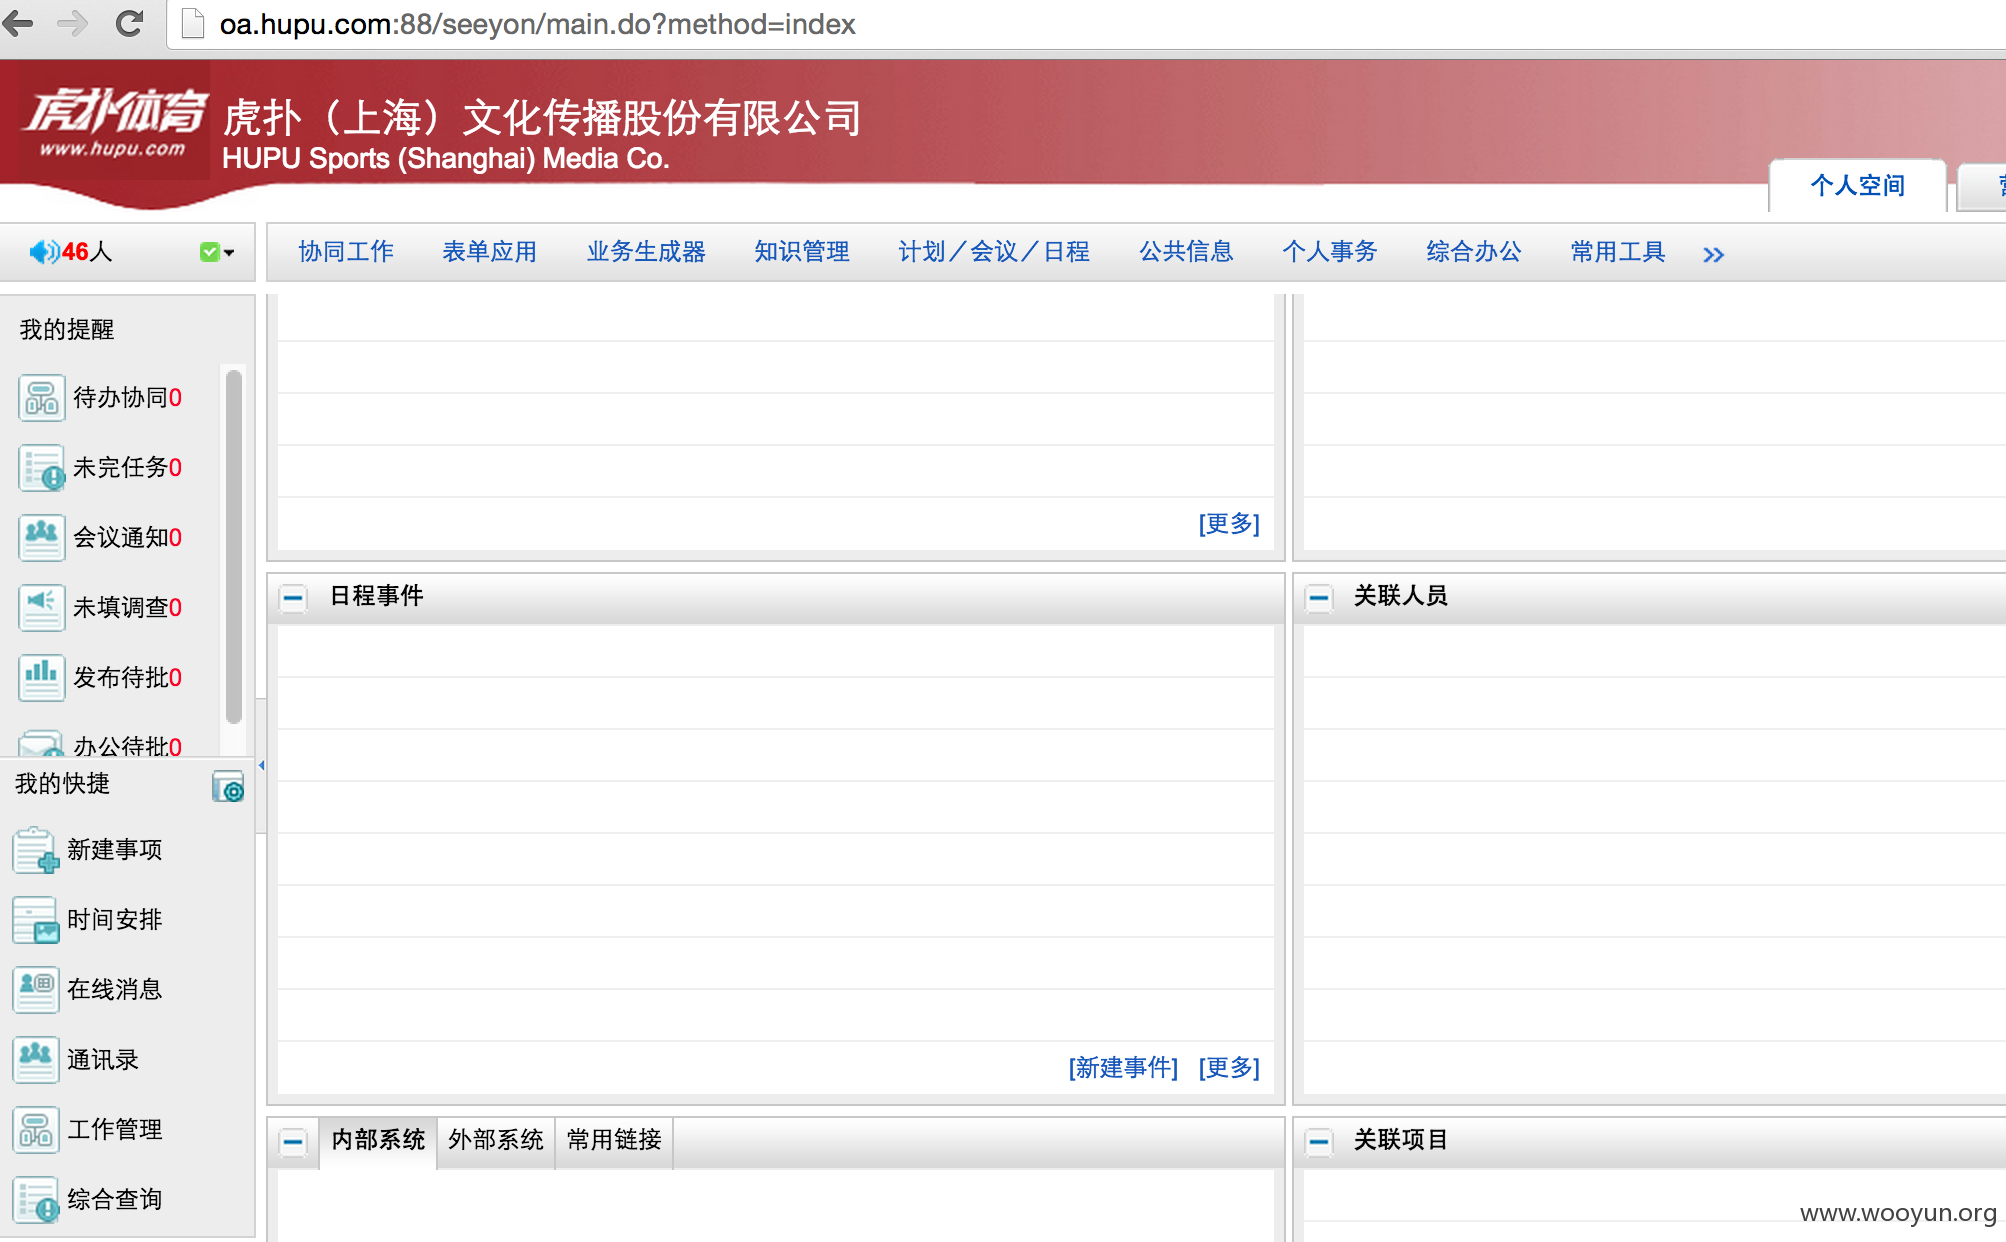 oa.hupu.com:88/seeyon/main.do?method=index
虎扑体育
www.hupu.com
虎扑（上海）文化传播股份有限公司
HUPU Sports (Shanghai) Media Co.
个人空间
46人
协同工作 表单应用 业务生成器 知识管理 计划／会议／日程 公共信息 个人事务 综合办公 常用工具 »
我的提醒
待办协同0
未完任务0
会议通知0
未填调查0
发布待批0
办公待批0
[更多]
日程事件
关联人员
我的快捷
新建事项
时间安排
在线消息
通讯录
工作管理
综合查询
[新建事件] [更多]
内部系统 外部系统 常用链接
关联项目
www.wooyun.org